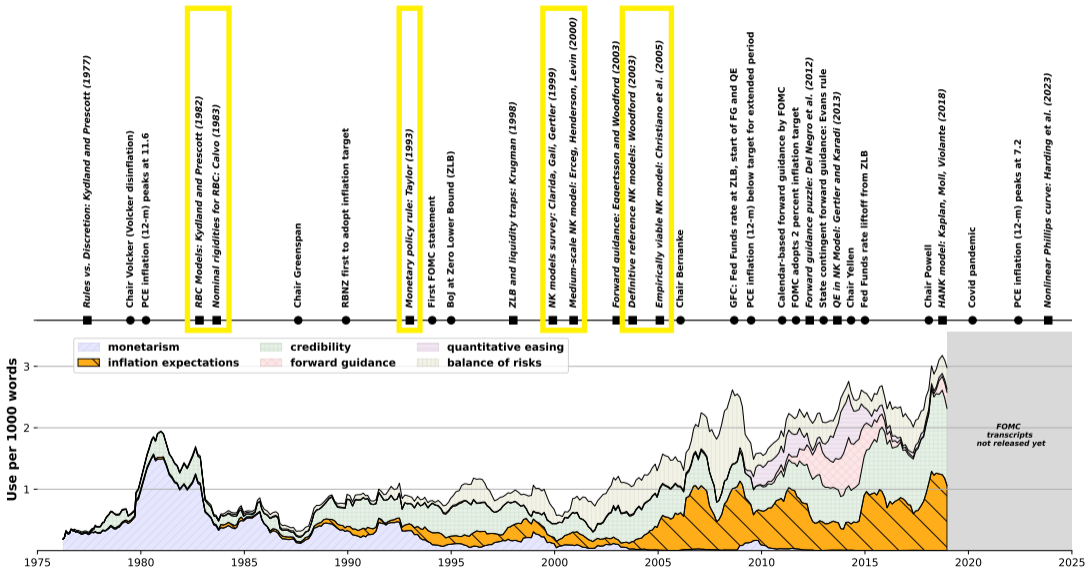 Rules vs. Discretion: Kydland and Prescott (1977)
Chair Volcker (Volcker disinflation)
PCE inflation (12-m) peaks at 11.6
RBC Models: Kydland and Prescott (1982)
Nominal rigidities for RBC: Calvo (1983)
Chair Greenspan
RBNZ first to adopt inflation target
Monetary policy rule: Taylor (1993)
First FOMC statement
BoJ at Zero Lower Bound (ZLB)
ZLB and liquidity traps: Krugman (1998)
NK models survey: Clarida, Gali, Gertler (1999)
Medium-scale NK model: Erceg, Henderson, Levin (2000)
Forward guidance: Eggertsson and Woodford (2003)
Definitive reference NK models: Woodford (2003)
Empirically viable NK model: Christiano et al. (2005)
Chair Bernanke
GFC: Fed Funds rate at ZLB, start of FG and QE
PCE inflation (12-m) below target for extended period
Calendar-based forward guidance by FOMC
FOMC adopts 2 percent inflation target
Forward guidance puzzle: Del Negro et al. (2012)
State contingent forward guidance: Evans rule
QE in NK Model: Gertler and Karadi (2013)
Chair Yellen
Fed Funds rate liftoff from ZLB
Chair Powell
HANK model: Kaplan, Moll, Violante (2018)
Covid pandemic
PCE inflation (12-m) peaks at 7.2
Nonlinear Phillips curve: Harding et al. (2023)
monetarism
inflation expectations
credibility
forward guidance
quantitative easing
balance of risks
Use per 1000 words
3
2
1
FOMC
transcripts
not released yet
1975 1980 1985 1990 1995 2000 2005 2010 2015 2020 2025